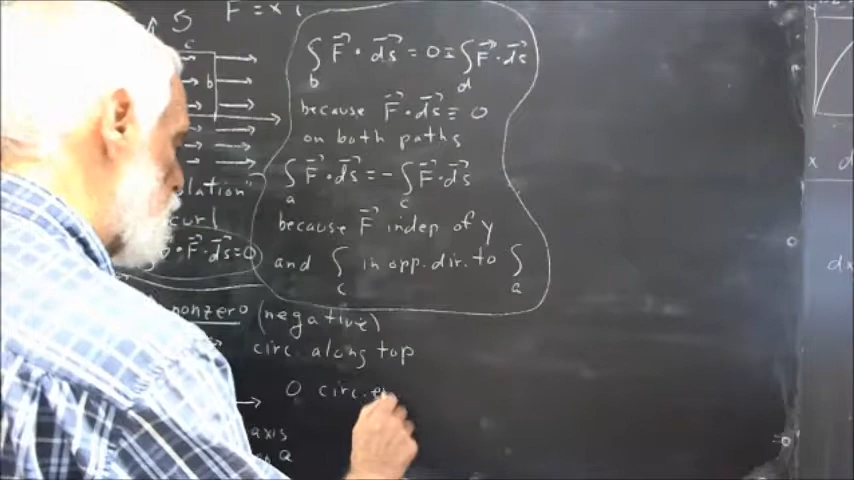 F = x i
c
b
∫_b F⃗ · ds⃗ = 0 = ∫_d F⃗ · ds⃗
because F⃗ · ds⃗ ≡ 0
on both paths
∫_a F⃗ · ds⃗ = - ∫_c F⃗ · ds⃗
because F⃗ indep of y
and ∫_c in opp. dir. to ∫_a
curl
· F⃗ · ds⃗ = 0
nonzero (negative)
circ. along top
0 circ.
axis
a
x d
dx